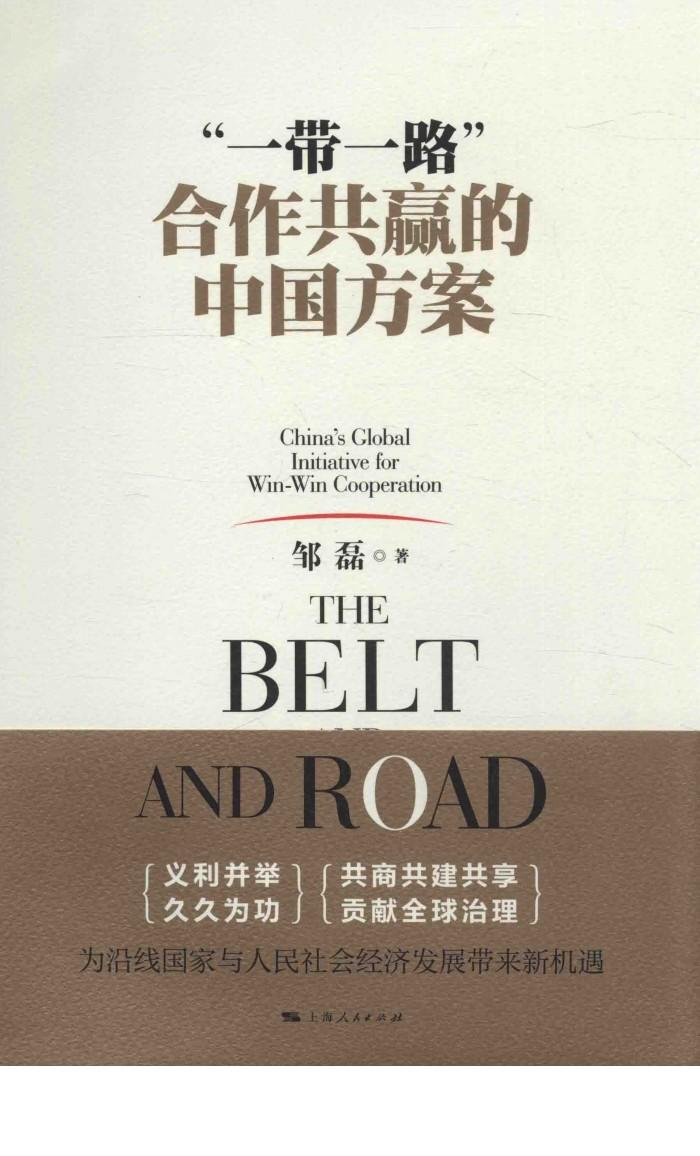 “一带一路”
合作共赢的
中国方案
China's Global
Initiative for
Win-Win Cooperation
邹 磊◎著
THE
BELT
AND
AND ROAD
义利并举
久久为功
共商共建共享
贡献全球治理
为沿线国家与人民社会经济发展带来新机遇
上海人民出版社